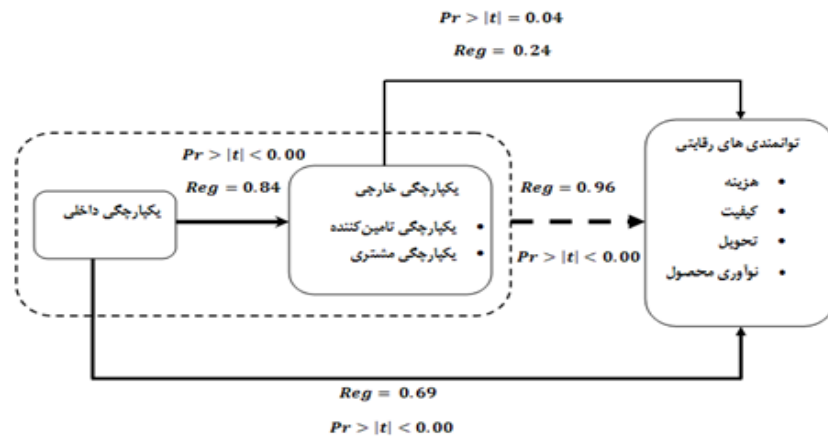 Pr > |t| = 0.04
Reg = 0.24
توانمندی های رقابتی
• هزینه
• کیفیت
• تحویل
• نوآوری محصول
Pr > |t| < 0.00
Reg = 0.84
یکپارچگی خارجی
• یکپارچگی تامین‌کننده
• یکپارچگی مشتری
یکپارچگی داخلی
Reg = 0.96
Pr > |t| < 0.00
Reg = 0.69
Pr > |t| < 0.00